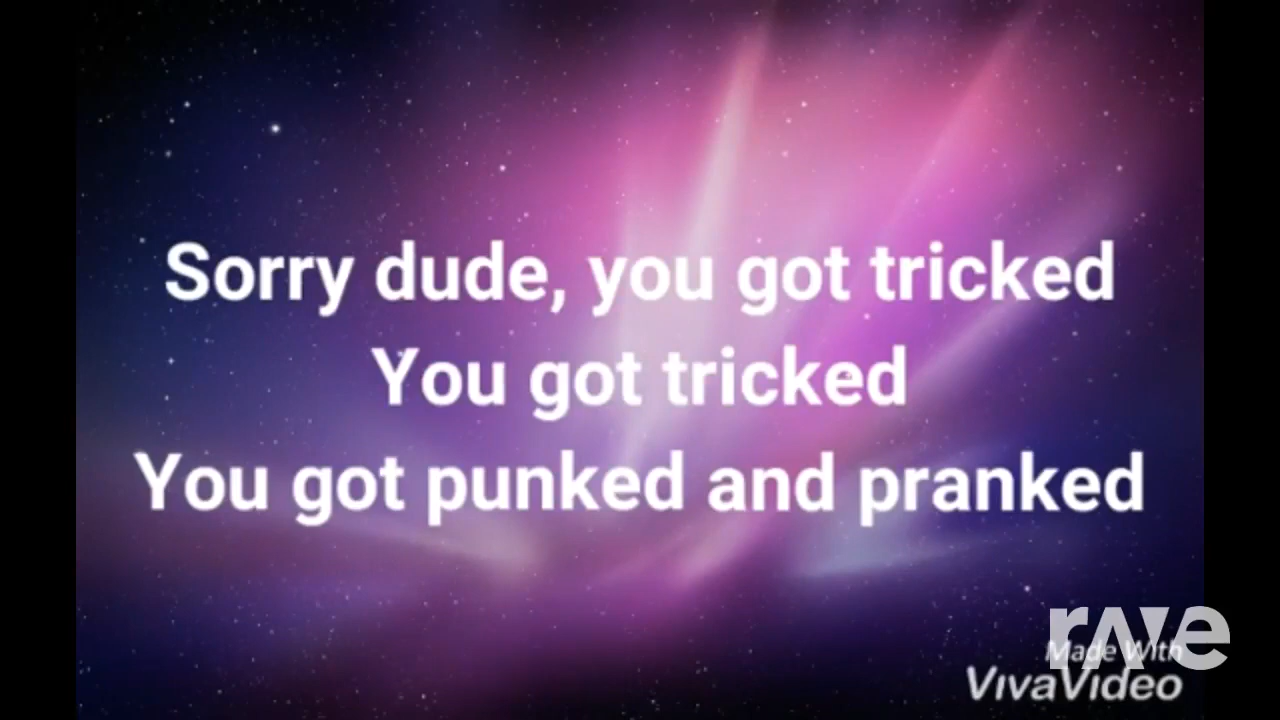 Sorry dude, you got tricked
You got tricked
You got punked and pranked
rave
Made With
VivaVideo